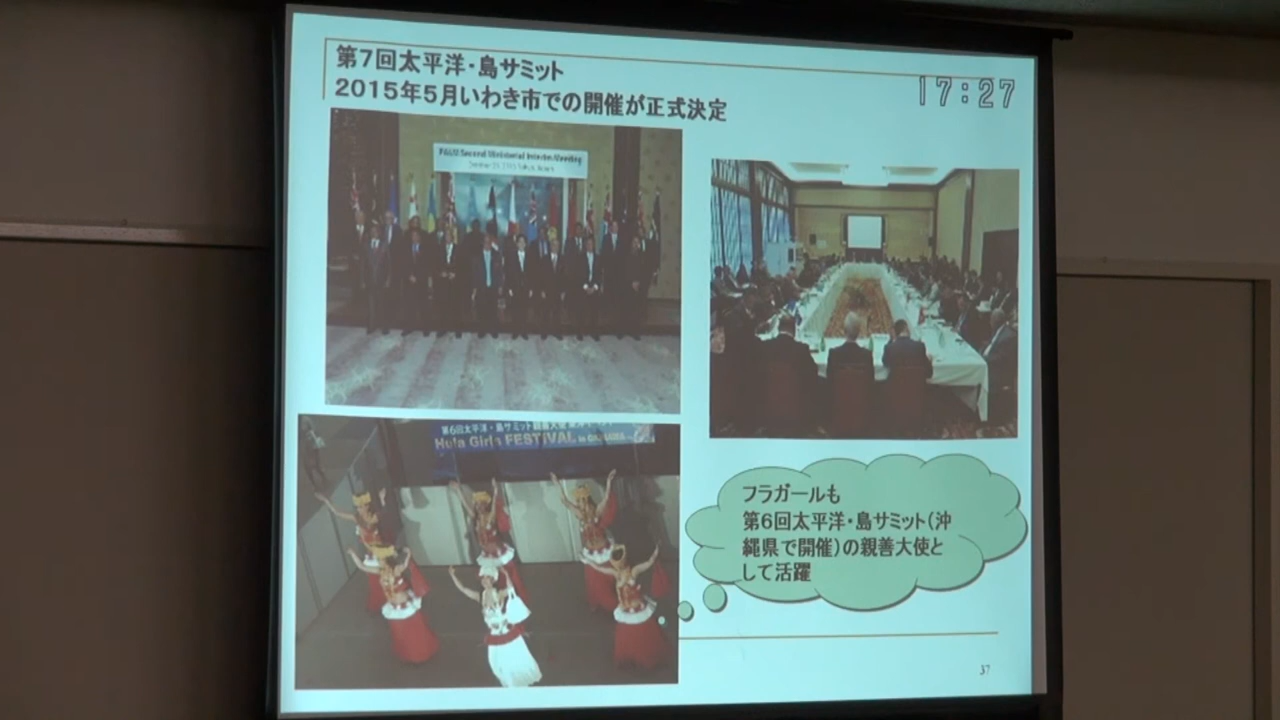 第7回太平洋・島サミット
2015年5月いわき市での開催が正式決定
17:27
PALM Second Ministerial Interim Meeting
第6回太平洋・島サミット親善大使
Hula Girls FESTIVAL
フラガールも
第6回太平洋・島サミット(沖
縄県で開催)の親善大使と
して活躍
37